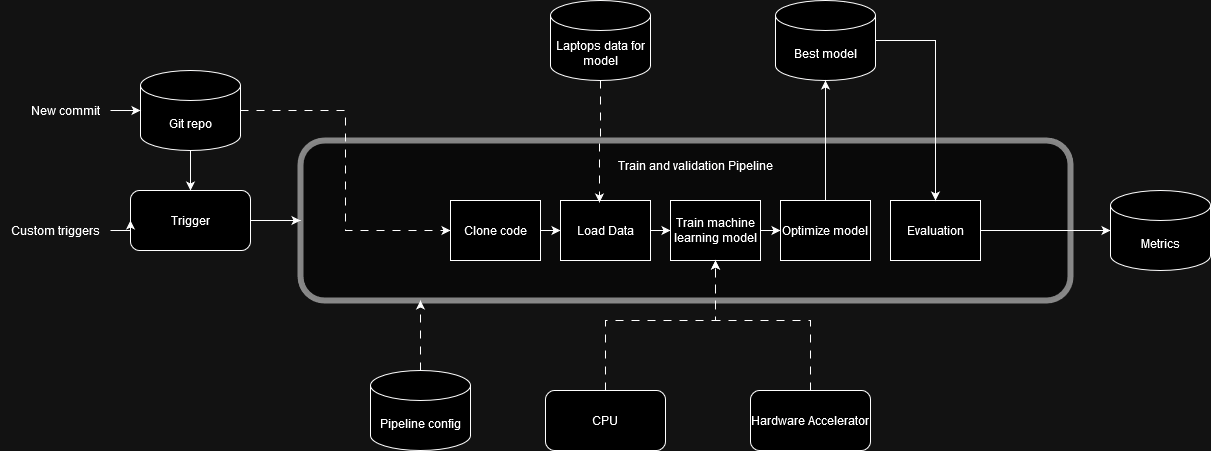 Laptops data for
model
Best model
New commit
Git repo
Train and validation Pipeline
Trigger
Custom triggers
Clone code
Load Data
Train machine
learning model
Optimize model
Evaluation
Metrics
Pipeline config
CPU
Hardware Accelerator